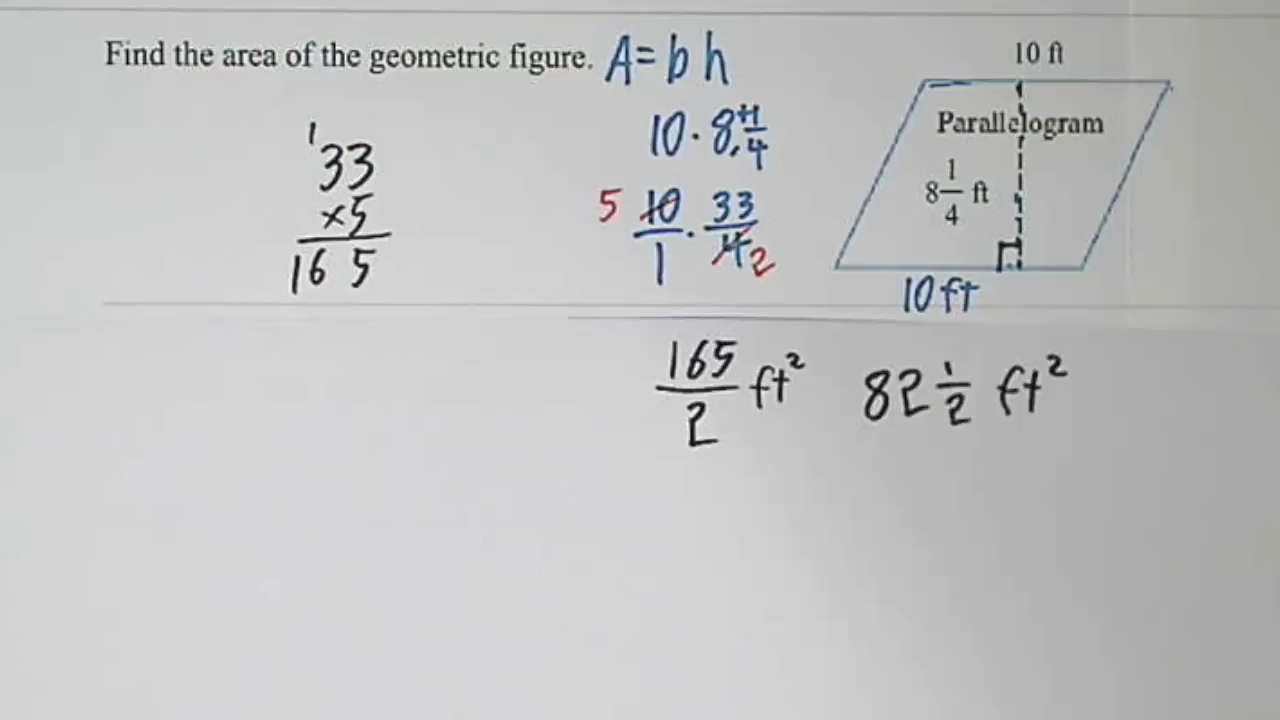 Find the area of the geometric figure. A = b h
10 · 8 + 1/4
5 10/1 · 33/4 2
1
33
×5
165
10 ft
Parallelogram
8 1/4 ft
10 ft
165/2 ft² 82 1/2 ft²